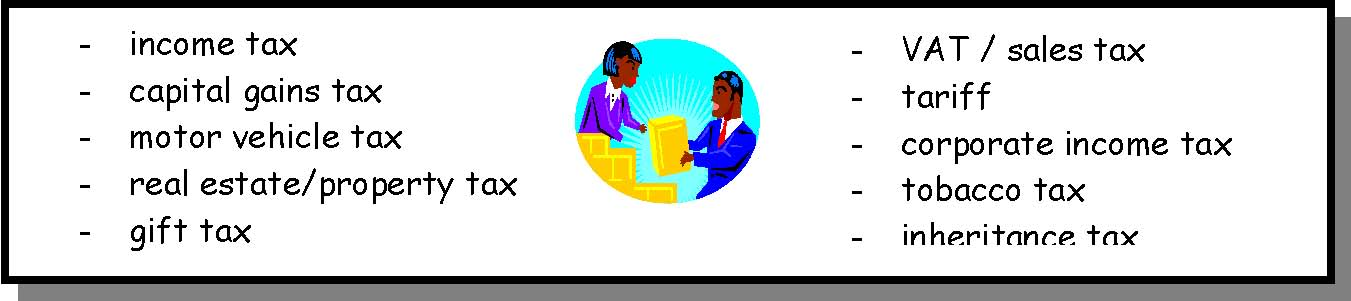 - income tax
- capital gains tax
- motor vehicle tax
- real estate/property tax
- gift tax
- VAT / sales tax
- tariff
- corporate income tax
- tobacco tax
- inheritance tax